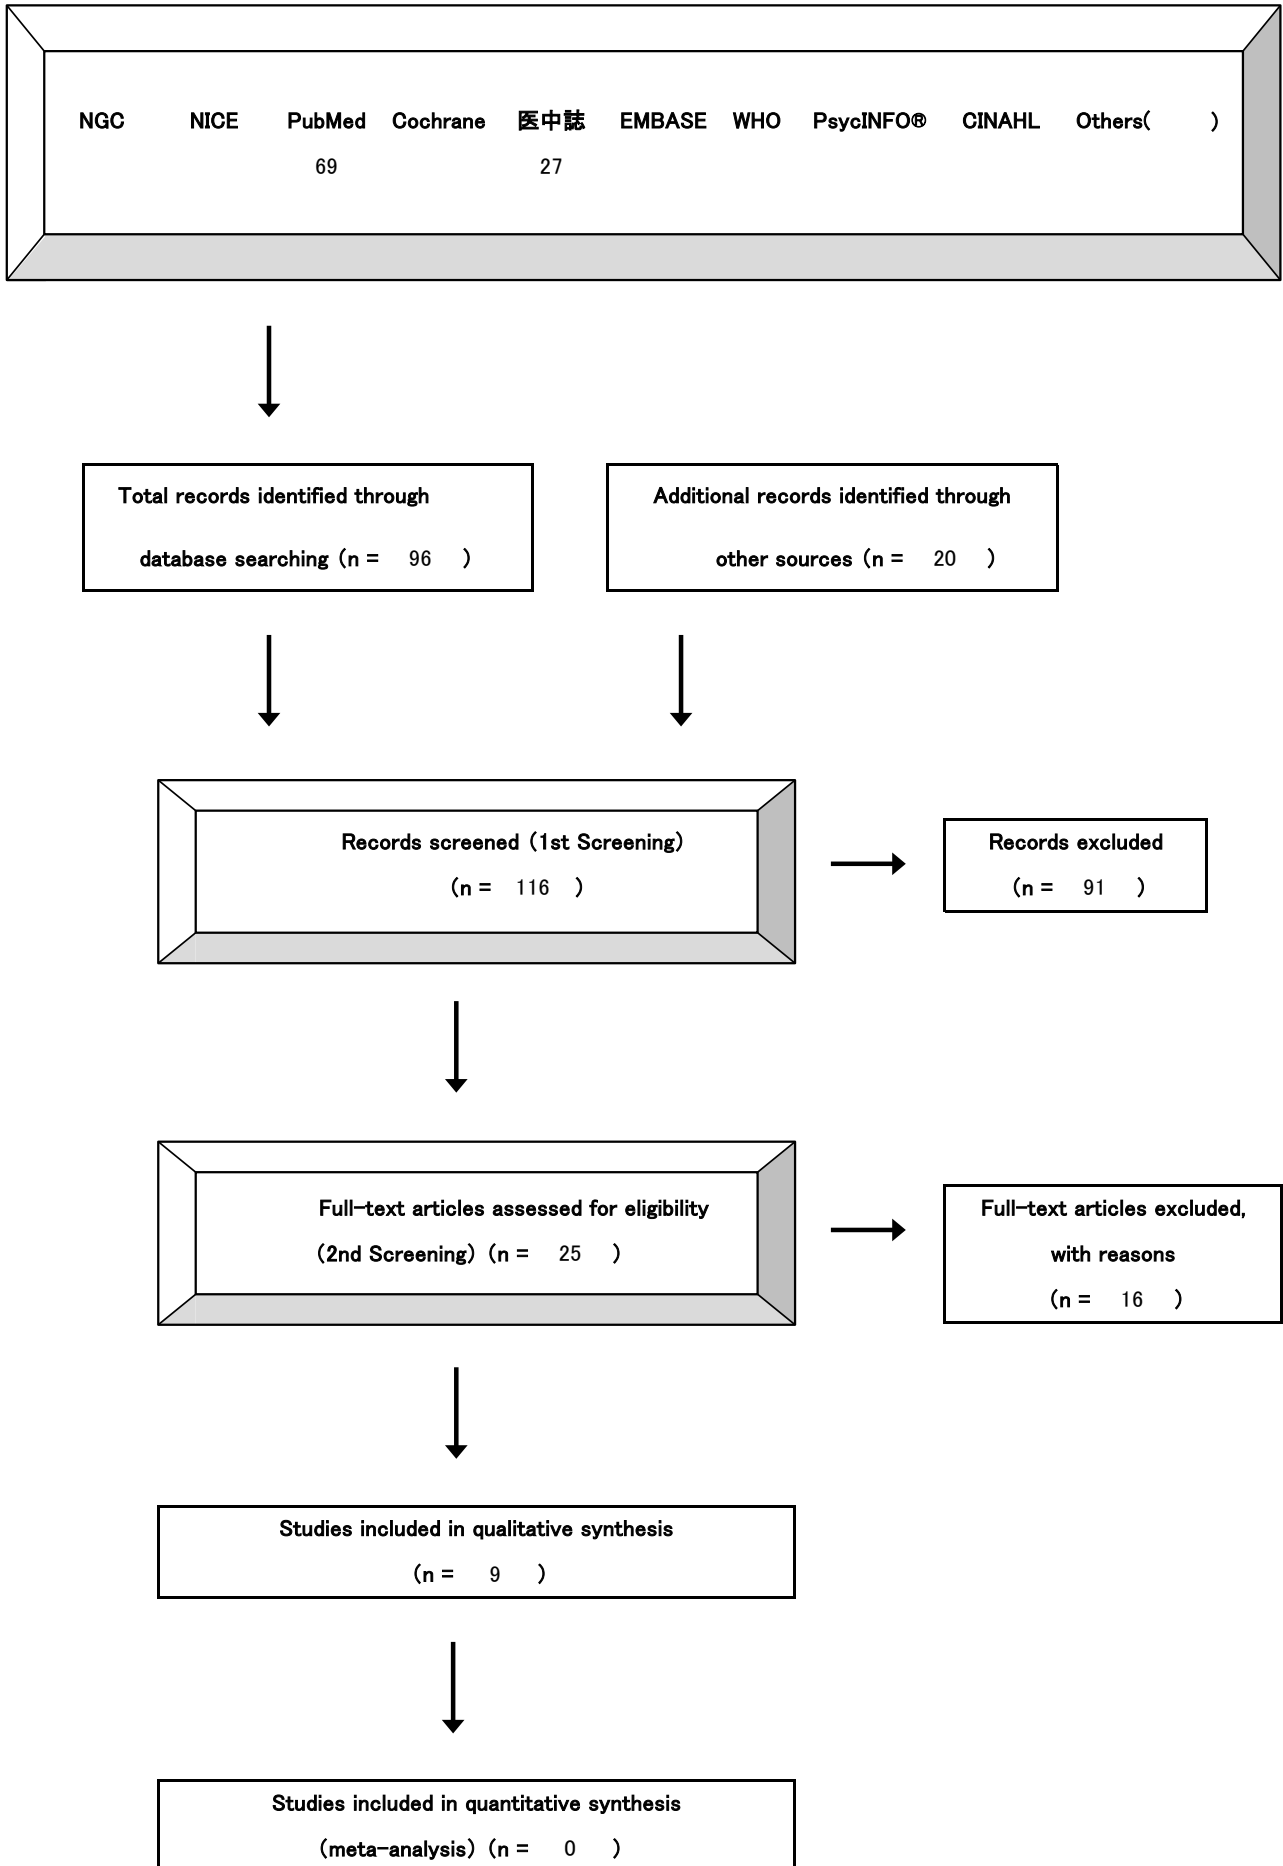 NGC NICE PubMed Cochrane 医中誌 EMBASE WHO PsycINFO® CINAHL Others( )
69 27
Total records identified through
database searching (n = 96 )
Additional records identified through
other sources (n = 20 )
Records screened (1st Screening)
(n = 116 )
Records excluded
(n = 91 )
Full-text articles assessed for eligibility
(2nd Screening) (n = 25 )
Full-text articles excluded,
with reasons
(n = 16 )
Studies included in qualitative synthesis
(n = 9 )
Studies included in quantitative synthesis
(meta-analysis) (n = 0 )